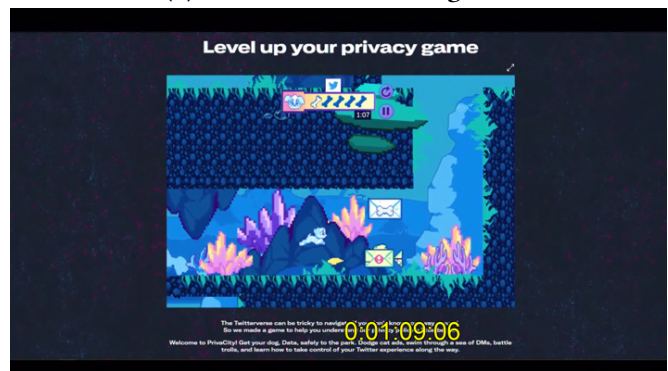 Level up your privacy game
1:07
The Twitterverse can be tricky to navigate
So we made a game to help you
0:01:09.06
Welcome to PrivaCity! Get your dog, Data, safely to the park. Dodge cat ads, swim through a sea of DMs, battle
trolls, and learn how to take control of your Twitter experience along the way.